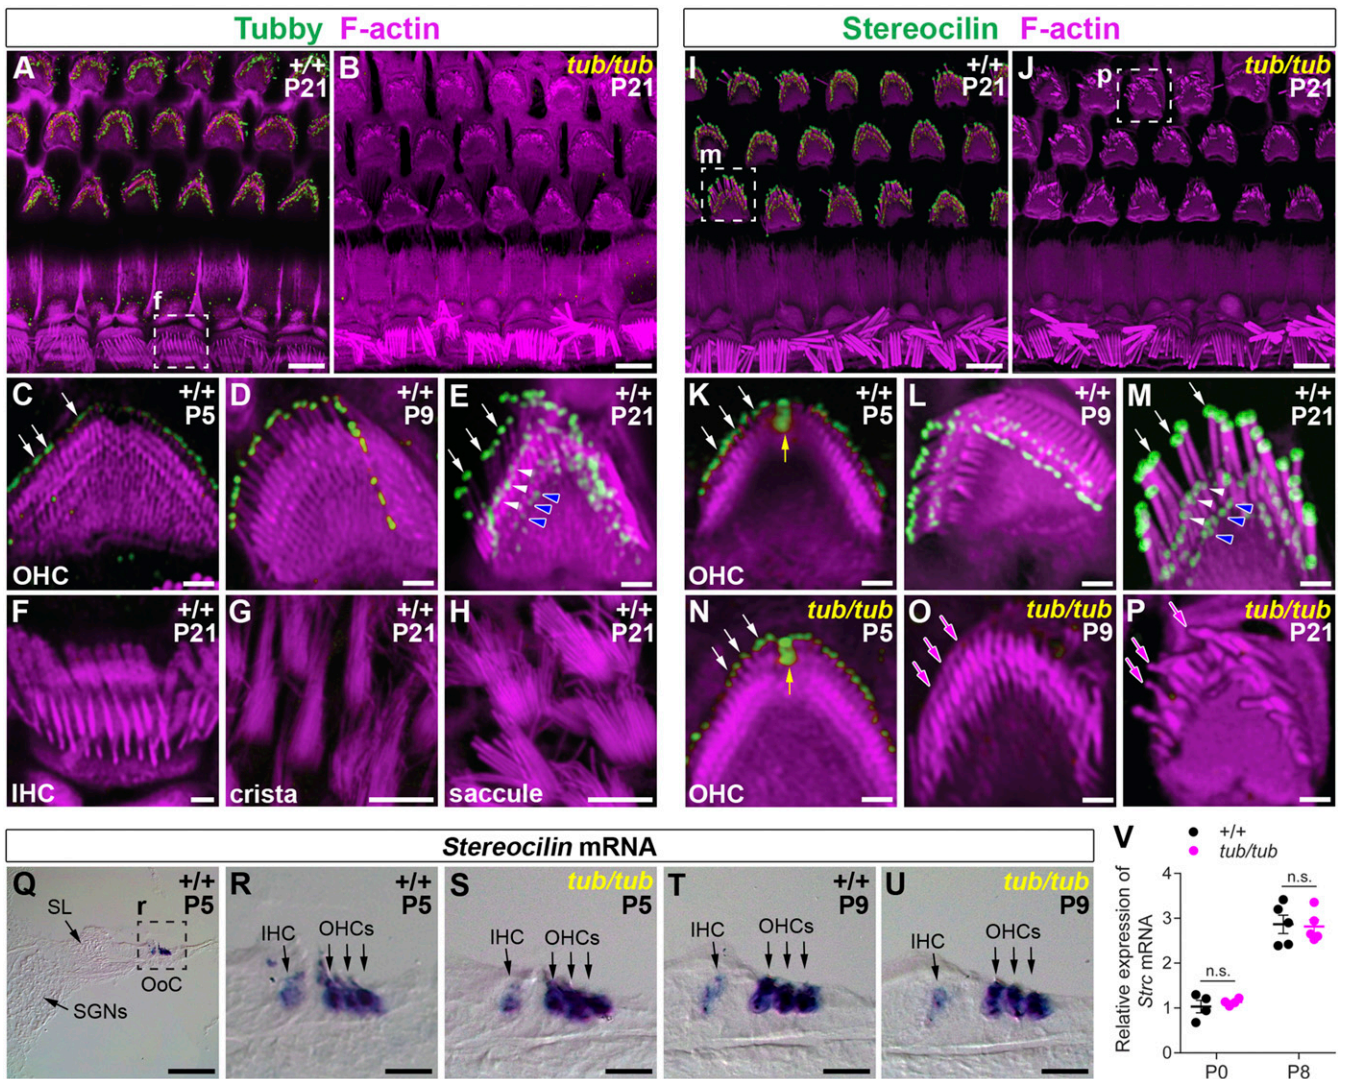 Tubby F-actin
A +/+ P21
f
B tub/tub P21
C +/+ P5
OHC
D +/+ P9
E +/+ P21
F +/+ P21
IHC
G +/+ P21
crista
H +/+ P21
saccule
Stereocilin F-actin
I +/+ P21
m
J tub/tub P21
p
K +/+ P5
OHC
L +/+ P9
M +/+ P21
N tub/tub P5
OHC
O tub/tub P9
P tub/tub P21
Stereocilin mRNA
Q +/+ P5
SL
r
OoC
SGNs
R +/+ P5
IHC OHCs
S tub/tub P5
IHC OHCs
T +/+ P9
IHC OHCs
U tub/tub P9
IHC OHCs
V
+/+
tub/tub
Relative expression of
Strc mRNA
4
3
2
1
0
n.s.
n.s.
P0 P8